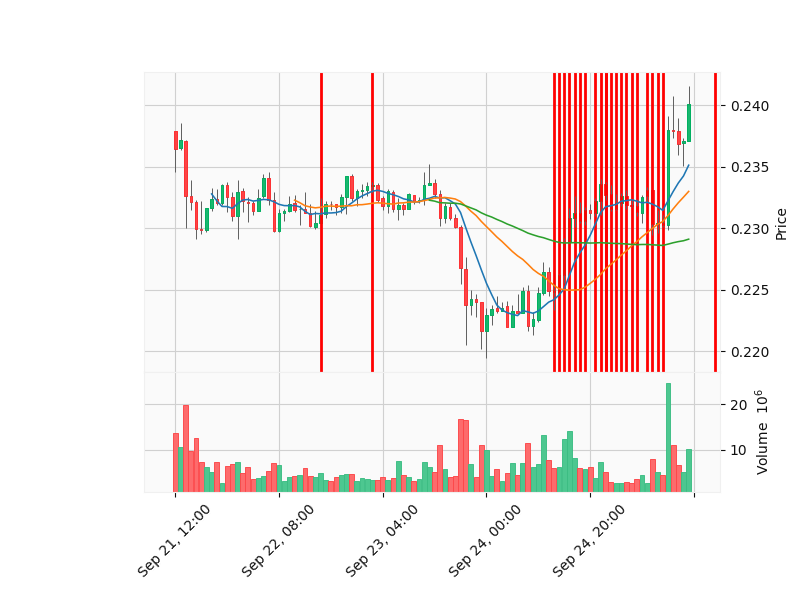 0.240
0.235
0.230
0.225
0.220
Price
20
10
Volume 10⁶
Sep 21, 12:00
Sep 22, 08:00
Sep 23, 04:00
Sep 24, 00:00
Sep 24, 20:00